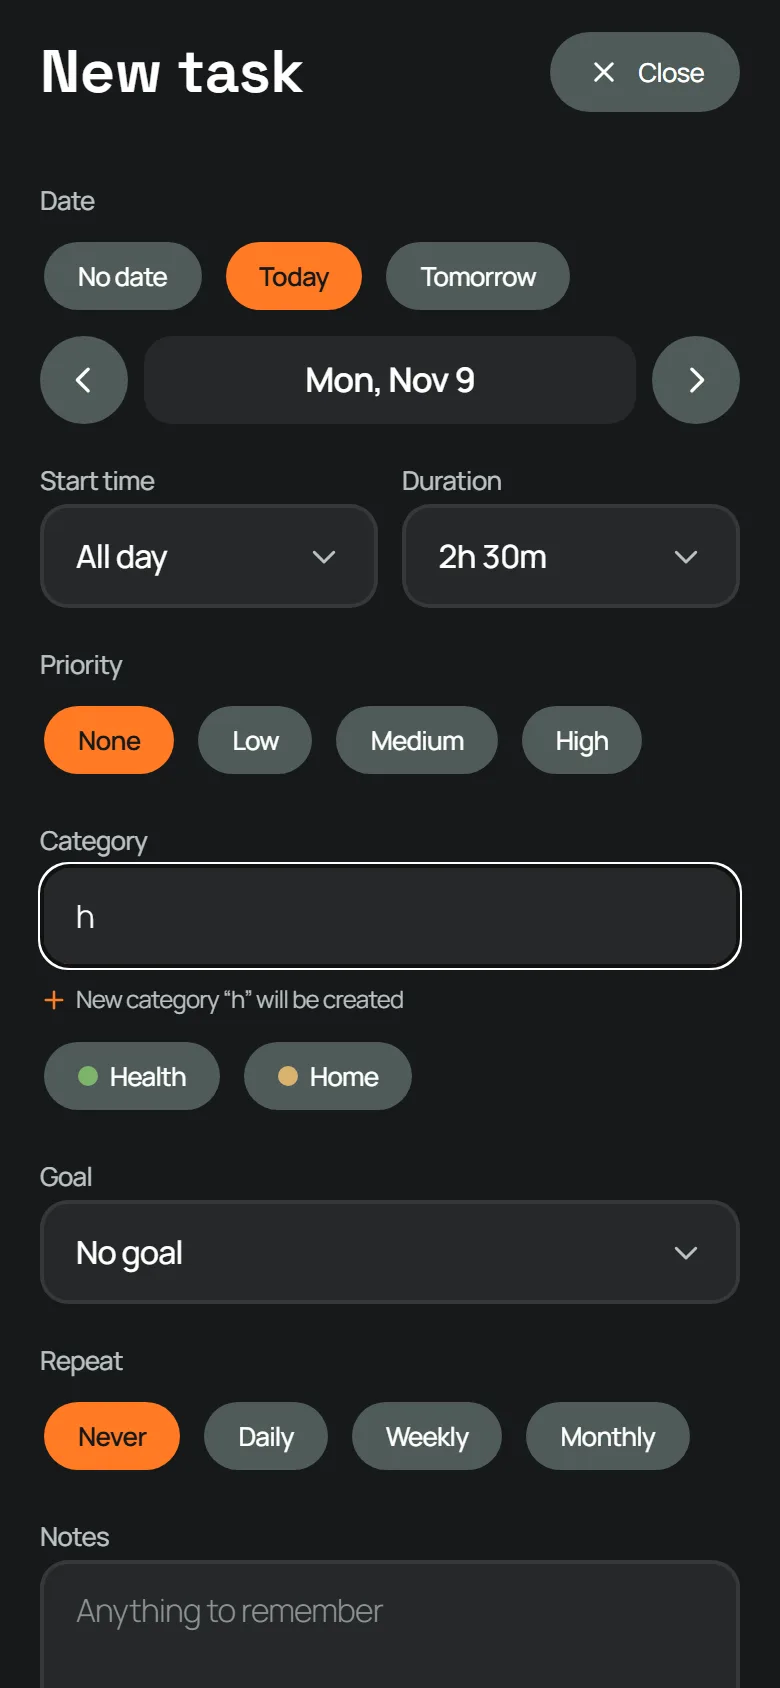 New task
Close
Date
No date Today Tomorrow
Mon, Nov 9
Start time Duration
All day 2h 30m
Priority
None Low Medium High
Category
h
New category “h” will be created
Health Home
Goal
No goal
Repeat
Never Daily Weekly Monthly
Notes
Anything to remember